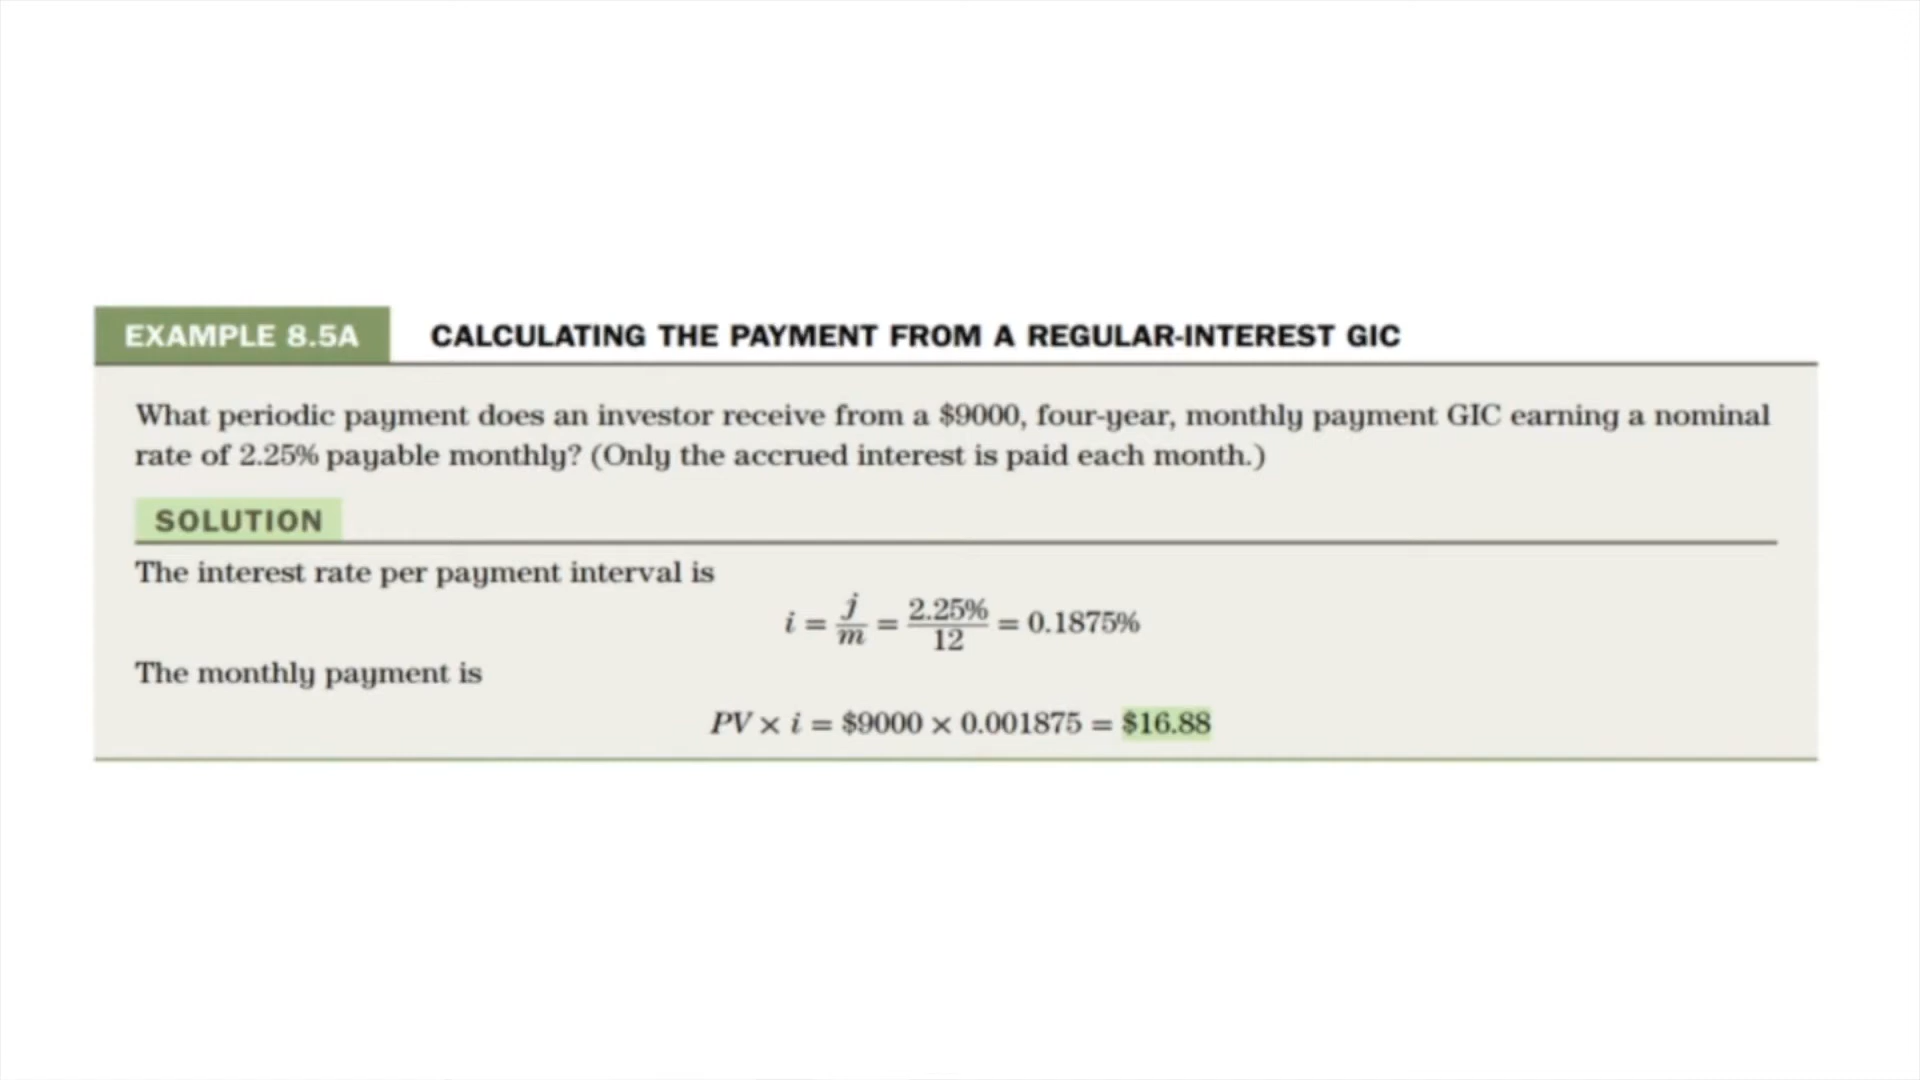 EXAMPLE 8.5A CALCULATING THE PAYMENT FROM A REGULAR-INTEREST GIC
What periodic payment does an investor receive from a $9000, four-year, monthly payment GIC earning a nominal
rate of 2.25% payable monthly? (Only the accrued interest is paid each month.)
SOLUTION
The interest rate per payment interval is
i = j/m = 2.25%/12 = 0.1875%
The monthly payment is
PV × i = $9000 × 0.001875 = $16.88